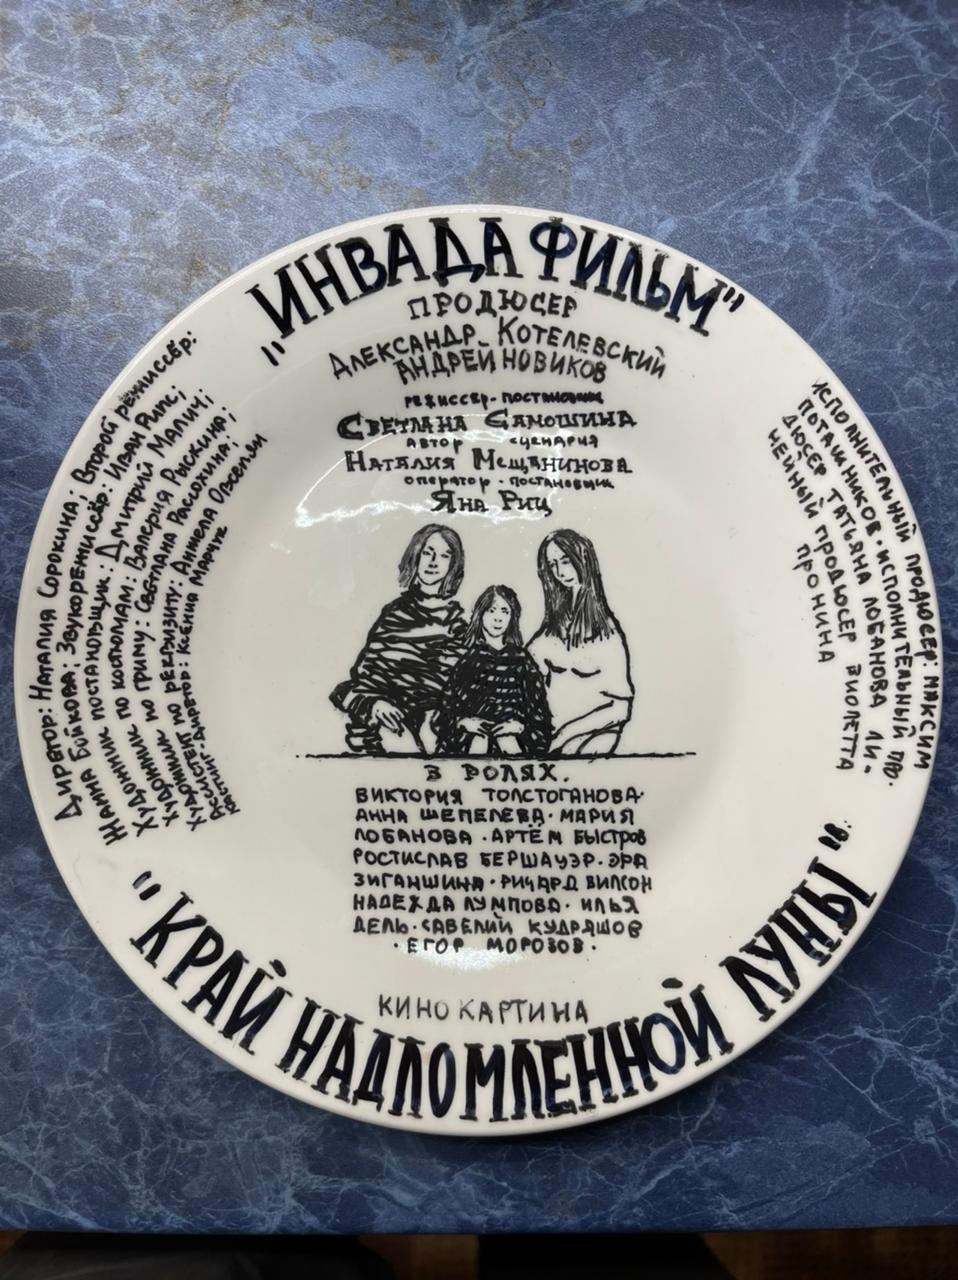 „ИНВАДА ФИЛЬМ"
ПРОДЮСЕР
АЛЕКСАНДР КОТЕЛЕВСКИЙ
АНДРЕЙ НОВИКОВ
РЕЖИССЕР-ПОСТАНОВЩИК
СВЕТЛАНА САМОШИНА
АВТОР СЦЕНАРИЯ
НАТАЛИЯ МЕЩАНИНОВА
ОПЕРАТОР-ПОСТАНОВЩИК
ЯНА РИЦ
Директор: Наталия Сорокина; Второй режиссёр:
Жанна Бойкова; Звукорежиссёр: Иван Рипс;
Художник постановщик: Дмитрий Малич;
Художник по костюмам: Валерия Рыскина;
Художник по гриму: Светлана Расюхина;
Художник по реквизиту: Анжела Овсепян
Кастинг-директор: Ксения Марчук
ИСПОЛНИТЕЛЬНЫЙ ПРОДЮСЕР: МАКСИМ
ПОТАШНИКОВ·ИСПОЛНИТЕЛЬНЫЙ ПРО-
ДЮСЕР ТАТЬЯНА ЛОБАНОВА ЛИ-
НЕЙНЫЙ ПРОДЮСЕР ВИОЛЕТТА
ПРОНИНА
В РОЛЯХ.
ВИКТОРИЯ ТОЛСТОГАНОВА·
АННА ШЕПЕЛЕВА· МАРИЯ
ЛОБАНОВА·АРТЁМ БЫСТРОВ
РОСТИСЛАВ БЕРШАУЭР·ЭРА
ЗИГАНШИНА·РИЧАРД ВИЛСОН
НАДЕЖДА ЛУМПОВА· ИЛЬЯ
ДЕЛЬ·САВЕЛИЙ КУДРЯШОВ
·ЕГОР МОРОЗОВ·
КИНОКАРТИНА
"КРАЙ НАДЛОМЛЕННОЙ ЛУНЫ"